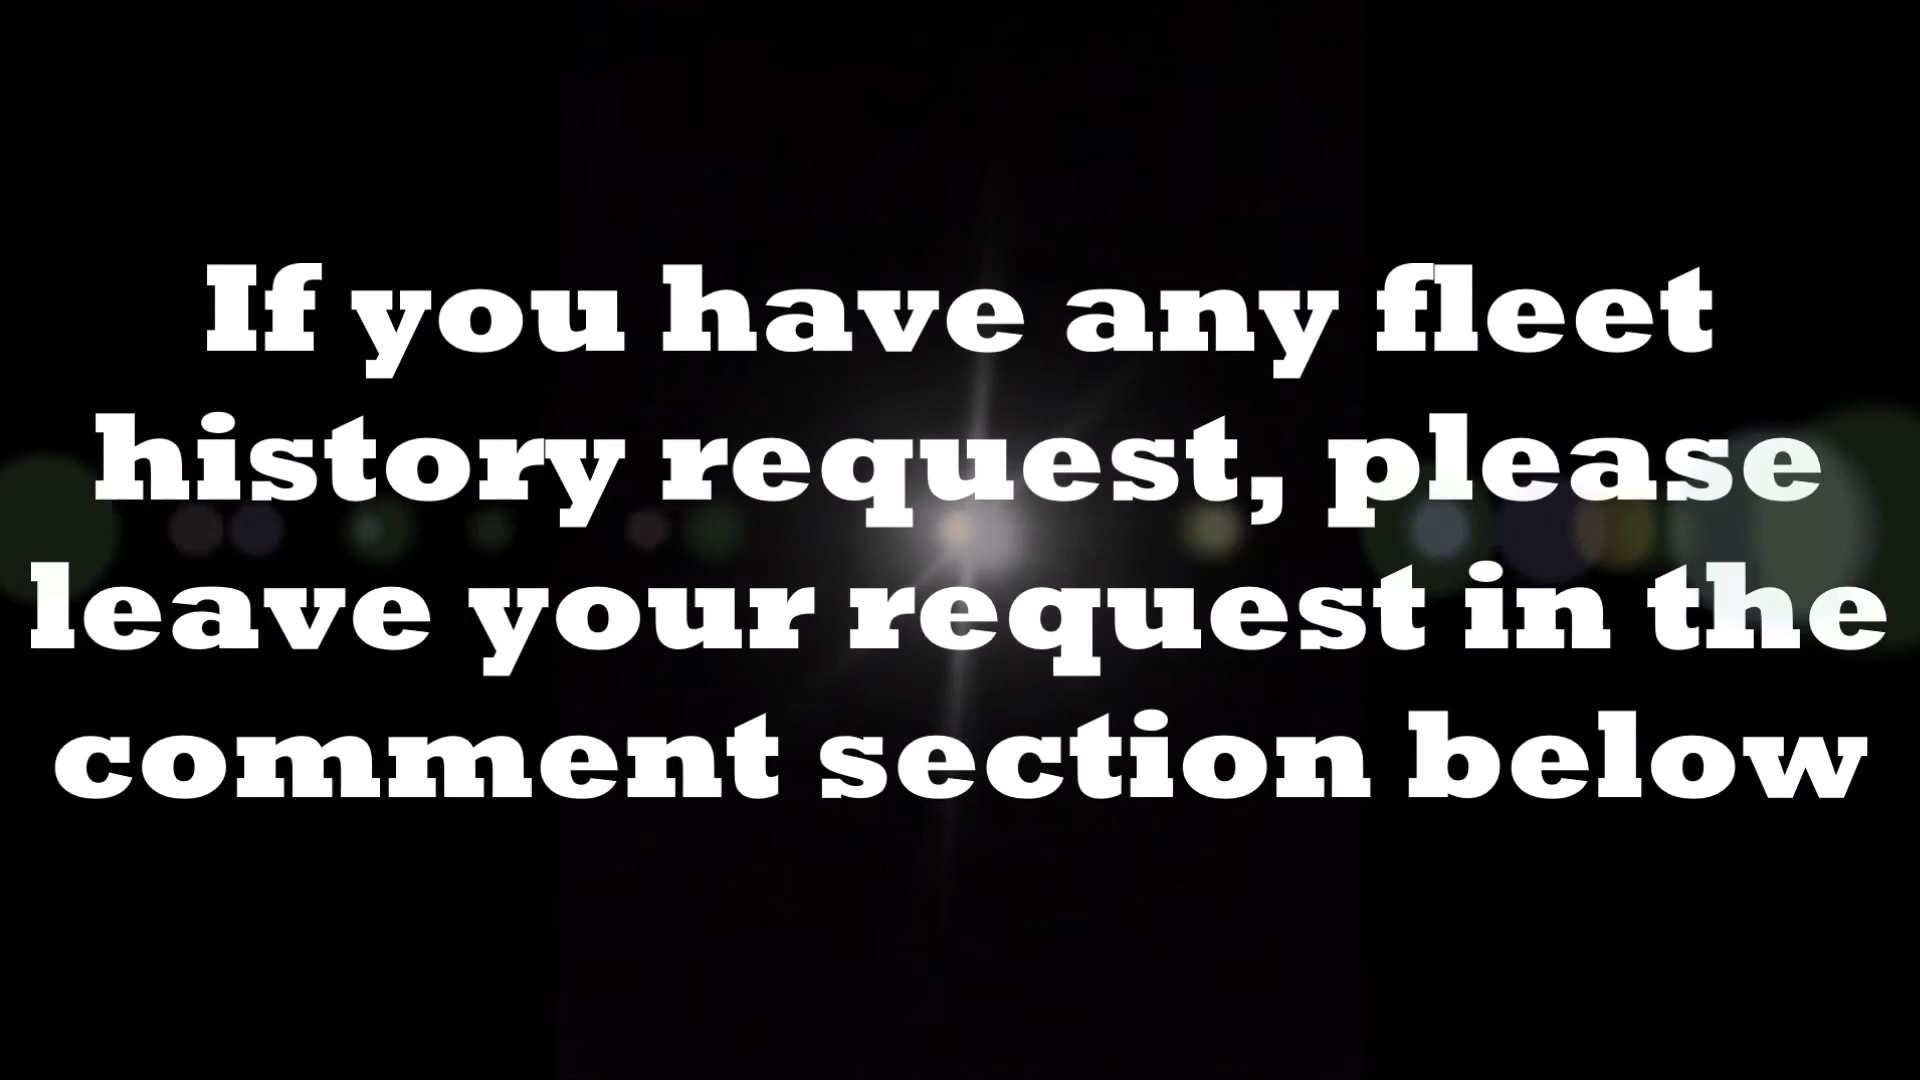 If you have any fleet
history request, please
leave your request in the
comment section below